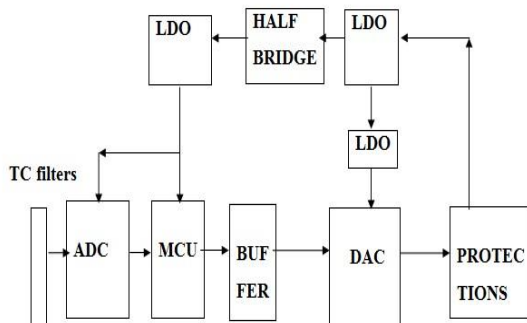 LDO
HALF
BRIDGE
LDO
LDO
TC filters
ADC
MCU
BUF
FER
DAC
PROTEC
TIONS